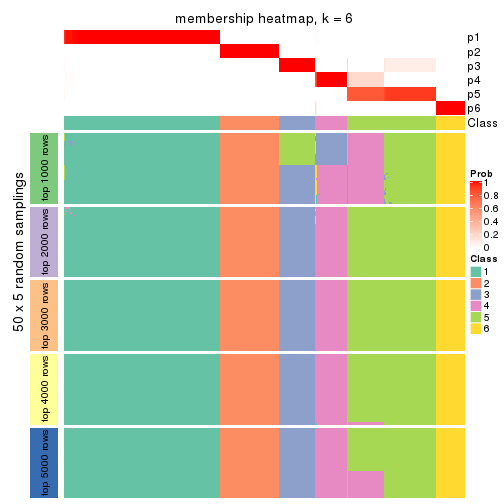 membership heatmap, k = 6
p1
p2
p3
p4
p5
p6
Class
50 x 5 random samplings
top 1000 rows
top 2000 rows
top 3000 rows
top 4000 rows
top 5000 rows
Prob
1
0.8
0.6
0.4
0.2
0
Class
1
2
3
4
5
6